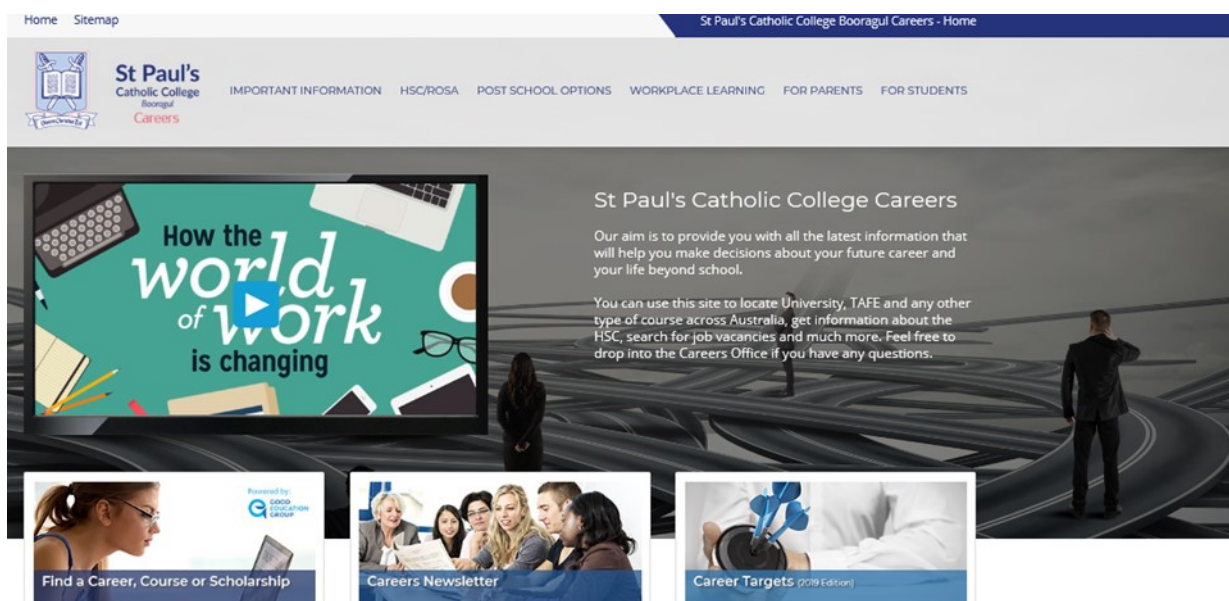 Home Sitemap
St Paul's Catholic College Booragul Careers - Home
St Paul's
Catholic College
Booragul
Careers
IMPORTANT INFORMATION HSC/ROSA POST SCHOOL OPTIONS WORKPLACE LEARNING FOR PARENTS FOR STUDENTS
How the
world
of work
is changing
St Paul's Catholic College Careers
Our aim is to provide you with all the latest information that
will help you make decisions about your future career and
your life beyond school.
You can use this site to locate University, TAFE and any other
type of course across Australia, get information about the
HSC, search for job vacancies and much more. Feel free to
drop into the Careers Office if you have any questions.
Powered by:
GOOD
EDUCATION
GROUP
Find a Career, Course or Scholarship
Careers Newsletter
Career Targets (2019 Edition)